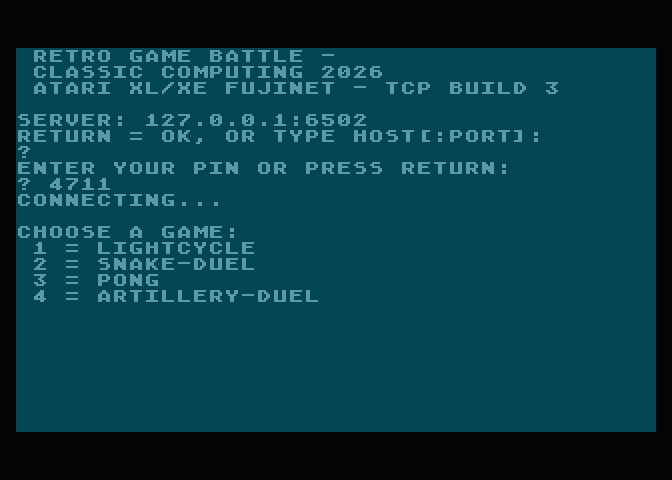 RETRO GAME BATTLE -
CLASSIC COMPUTING 2026
ATARI XL/XE FUJINET - TCP BUILD 3
SERVER: 127.0.0.1:6502
RETURN = OK, OR TYPE HOST[:PORT]:
?
ENTER YOUR PIN OR PRESS RETURN:
? 4711
CONNECTING...
CHOOSE A GAME:
1 = LIGHTCYCLE
2 = SNAKE-DUEL
3 = PONG
4 = ARTILLERY-DUEL